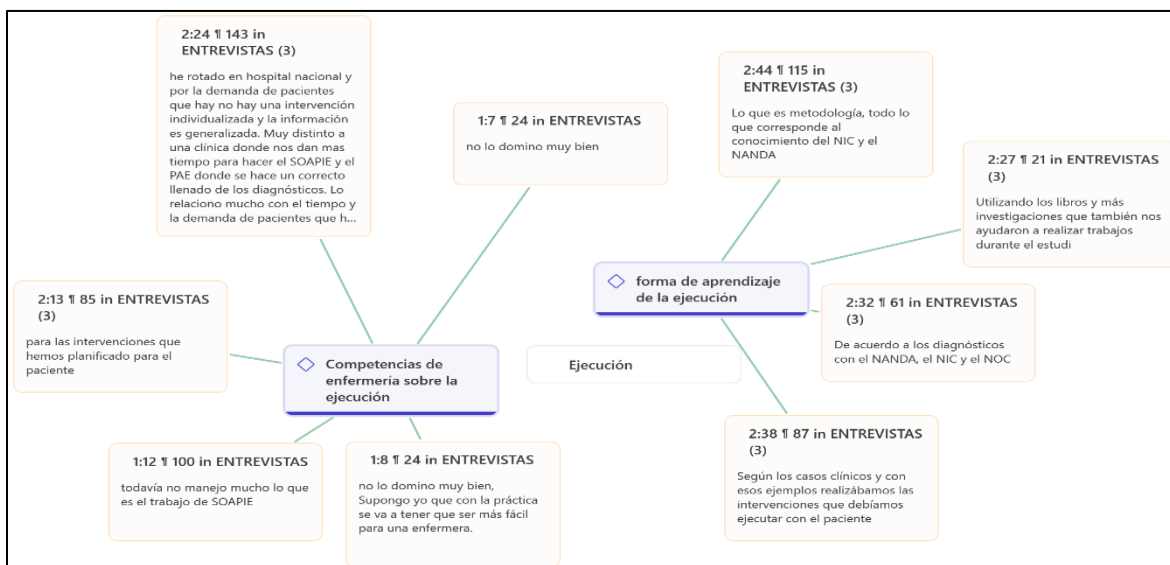 2:24 ¶ 143 in
ENTREVISTAS (3)
he rotado en hospital nacional y
por la demanda de pacientes
que hay no hay una intervención
individualizada y la información
es generalizada. Muy distinto a
una clínica donde nos dan mas
tiempo para hacer el SOAPIE y el
PAE donde se hace un correcto
llenado de los diagnósticos. Lo
relaciono mucho con el tiempo y
la demanda de pacientes que h...
1:7 ¶ 24 in ENTREVISTAS
no lo domino muy bien
2:44 ¶ 115 in
ENTREVISTAS (3)
Lo que es metodología, todo lo
que corresponde al
conocimiento del NIC y el
NANDA
2:27 ¶ 21 in ENTREVISTAS
(3)
Utilizando los libros y más
investigaciones que también nos
ayudaron a realizar trabajos
durante el estudi
forma de aprendizaje
de la ejecución
2:13 ¶ 85 in ENTREVISTAS
(3)
para las intervenciones que
hemos planificado para el
paciente
Competencias de
enfermería sobre la
ejecución
Ejecución
2:32 ¶ 61 in ENTREVISTAS
(3)
De acuerdo a los diagnósticos
con el NANDA, el NIC y el NOC
1:12 ¶ 100 in ENTREVISTAS
todavía no manejo mucho lo que
es el trabajo de SOAPIE
1:8 ¶ 24 in ENTREVISTAS
no lo domino muy bien,
Supongo yo que con la práctica
se va a tener que ser más fácil
para una enfermera.
2:38 ¶ 87 in ENTREVISTAS
(3)
Según los casos clínicos y con
esos ejemplos realizábamos las
intervenciones que debíamos
ejecutar con el paciente